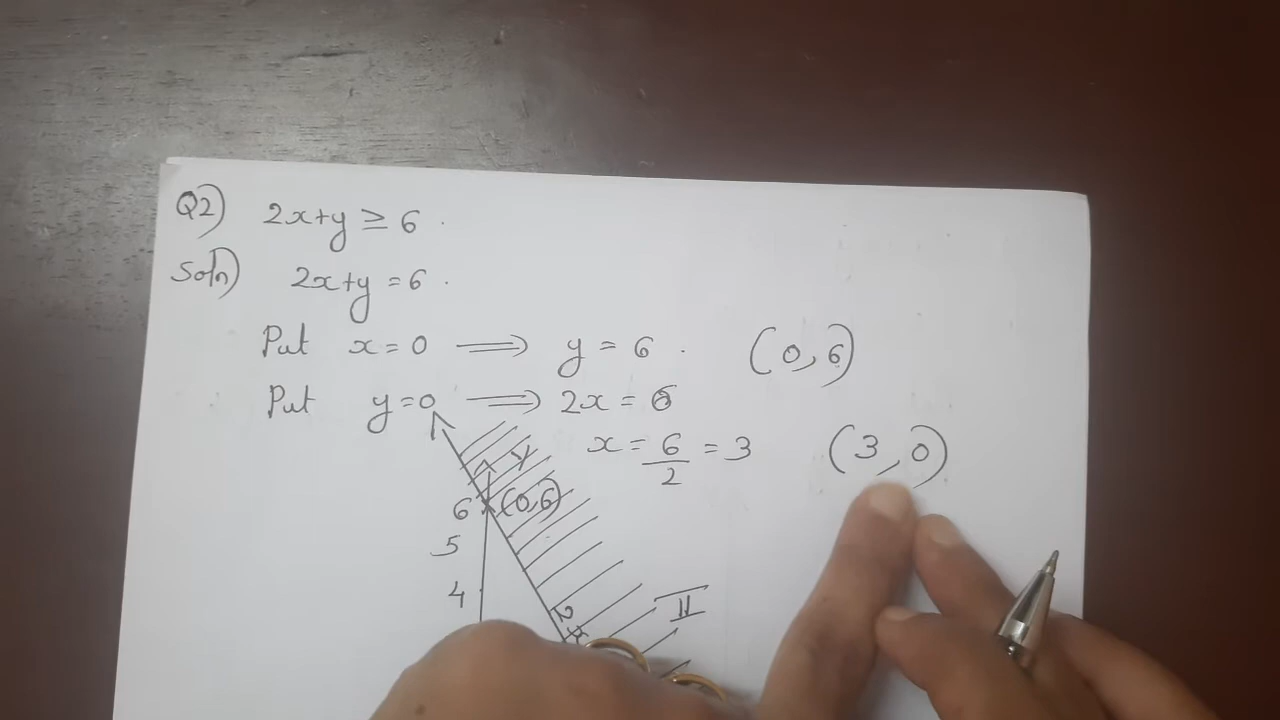 Q2) 2x+y ≥ 6 .
Soln) 2x+y = 6 .
Put x = 0 ⟹ y = 6 . (0, 6)
Put y = 0 ⟹ 2x = 6
x = 6/2 = 3 (3, 0)
Y
6 (0,6)
5
4
II
2x